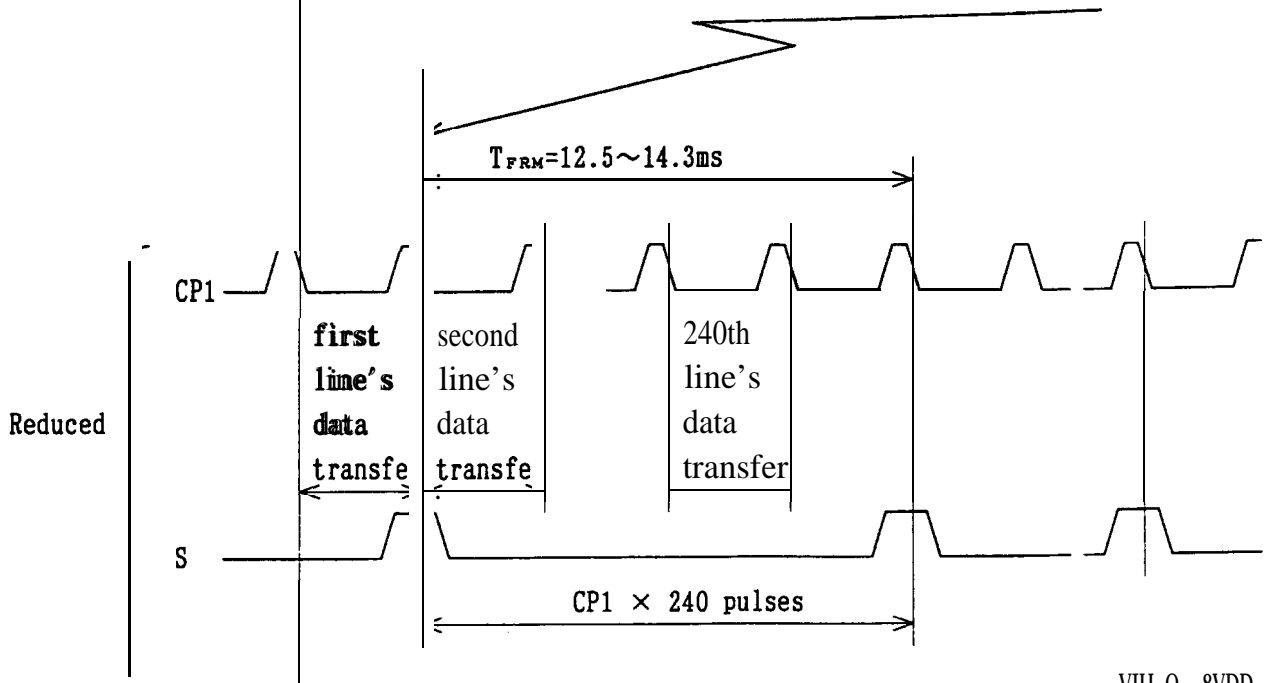 T_FRM=12.5～14.3ms
CP1
first
line's
data
transfe
second
line's
data
transfe
240th
line's
data
transfer
Reduced
S
CP1 × 240 pulses